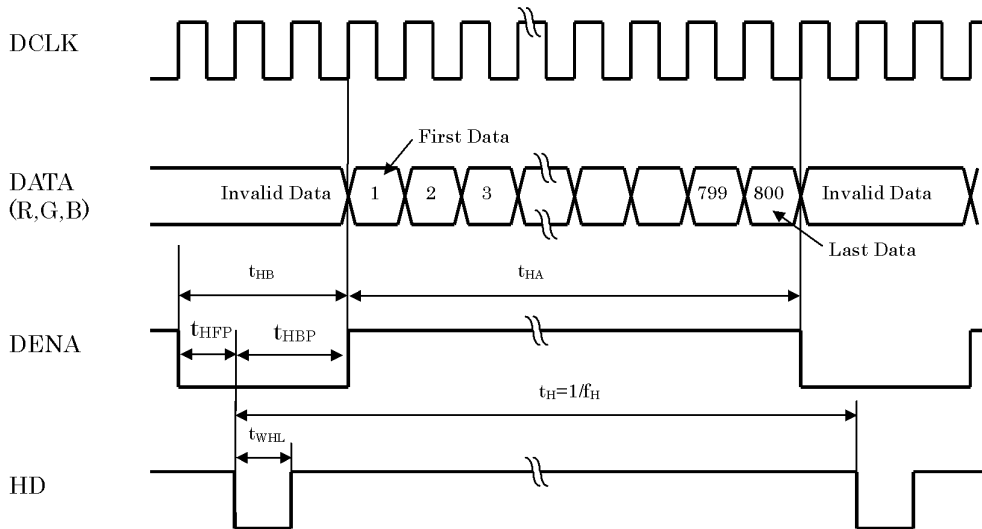 DCLK
First Data
DATA
(R,G,B)
Invalid Data 1 2 3 799 800 Invalid Data
Last Data
tHB tHA
DENA
tHFP tHBP
tH=1/fH
tWHL
HD